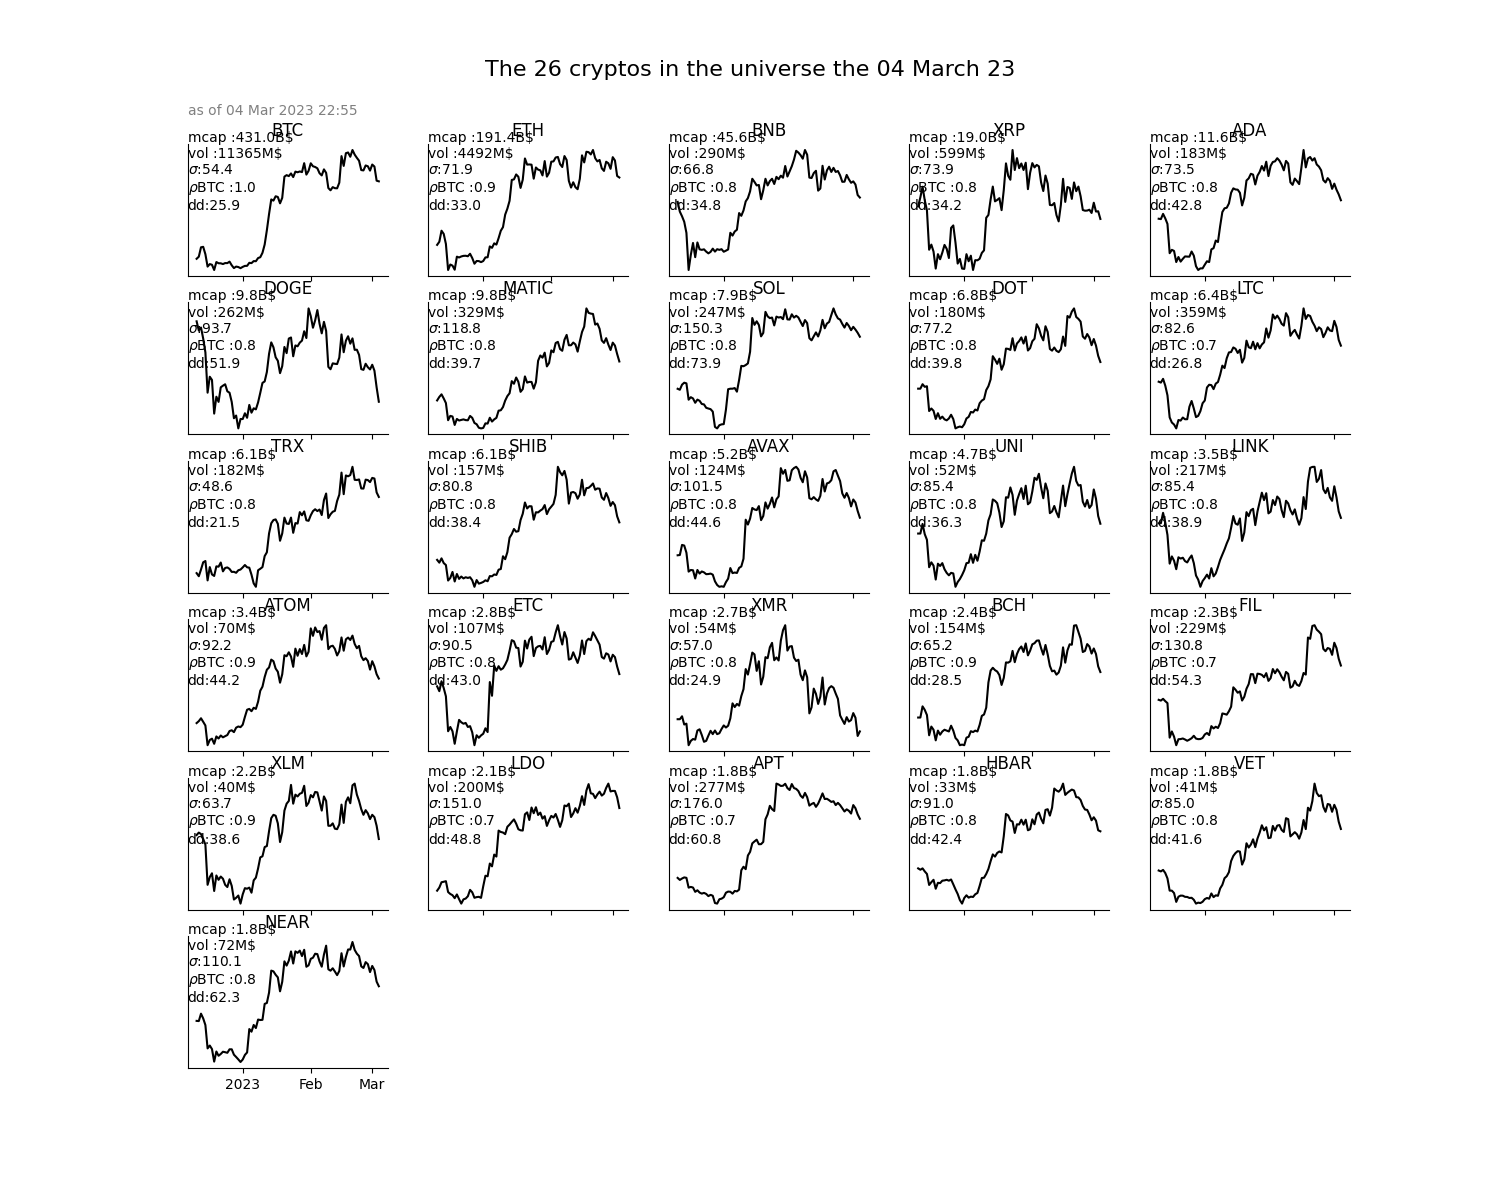 The 26 cryptos in the universe the 04 March 23
as of 04 Mar 2023 22:55
BTC
mcap :431.0B$
vol :11365M$
σ:54.4
ρBTC :1.0
dd:25.9
ETH
mcap :191.4B$
vol :4492M$
σ:71.9
ρBTC :0.9
dd:33.0
BNB
mcap :45.6B$
vol :290M$
σ:66.8
ρBTC :0.8
dd:34.8
XRP
mcap :19.0B$
vol :599M$
σ:73.9
ρBTC :0.8
dd:34.2
ADA
mcap :11.6B$
vol :183M$
σ:73.5
ρBTC :0.8
dd:42.8
DOGE
mcap :9.8B$
vol :262M$
σ:93.7
ρBTC :0.8
dd:51.9
MATIC
mcap :9.8B$
vol :329M$
σ:118.8
ρBTC :0.8
dd:39.7
SOL
mcap :7.9B$
vol :247M$
σ:150.3
ρBTC :0.8
dd:73.9
DOT
mcap :6.8B$
vol :180M$
σ:77.2
ρBTC :0.8
dd:39.8
LTC
mcap :6.4B$
vol :359M$
σ:82.6
ρBTC :0.7
dd:26.8
TRX
mcap :6.1B$
vol :182M$
σ:48.6
ρBTC :0.8
dd:21.5
SHIB
mcap :6.1B$
vol :157M$
σ:80.8
ρBTC :0.8
dd:38.4
AVAX
mcap :5.2B$
vol :124M$
σ:101.5
ρBTC :0.8
dd:44.6
UNI
mcap :4.7B$
vol :52M$
σ:85.4
ρBTC :0.8
dd:36.3
LINK
mcap :3.5B$
vol :217M$
σ:85.4
ρBTC :0.8
dd:38.9
ATOM
mcap :3.4B$
vol :70M$
σ:92.2
ρBTC :0.9
dd:44.2
ETC
mcap :2.8B$
vol :107M$
σ:90.5
ρBTC :0.8
dd:43.0
XMR
mcap :2.7B$
vol :54M$
σ:57.0
ρBTC :0.8
dd:24.9
BCH
mcap :2.4B$
vol :154M$
σ:65.2
ρBTC :0.9
dd:28.5
FIL
mcap :2.3B$
vol :229M$
σ:130.8
ρBTC :0.7
dd:54.3
XLM
mcap :2.2B$
vol :40M$
σ:63.7
ρBTC :0.9
dd:38.6
LDO
mcap :2.1B$
vol :200M$
σ:151.0
ρBTC :0.7
dd:48.8
APT
mcap :1.8B$
vol :277M$
σ:176.0
ρBTC :0.7
dd:60.8
HBAR
mcap :1.8B$
vol :33M$
σ:91.0
ρBTC :0.8
dd:42.4
VET
mcap :1.8B$
vol :41M$
σ:85.0
ρBTC :0.8
dd:41.6
NEAR
mcap :1.8B$
vol :72M$
σ:110.1
ρBTC :0.8
dd:62.3
2023 Feb Mar